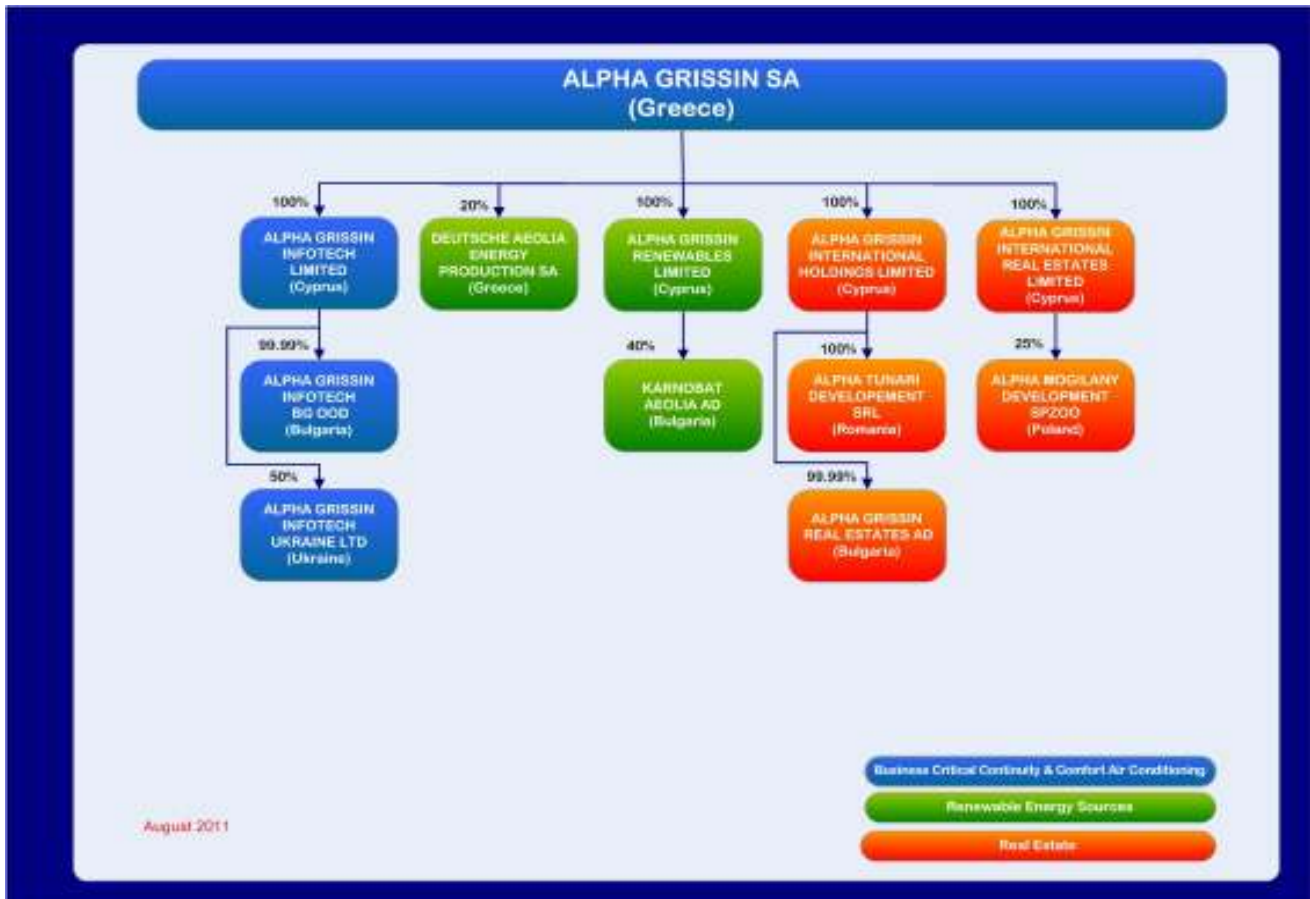 ALPHA GRISSIN SA
(Greece)
100%
20%
100%
100%
100%
ALPHA GRISSIN
INFOTECH
LIMITED
(Cyprus)
DEUTSCHE AEOLIA
ENERGY
PRODUCTION SA
(Greece)
ALPHA GRISSIN
RENEWABLES
LIMITED
(Cyprus)
ALPHA GRISSIN
INTERNATIONAL
HOLDINGS LIMITED
(Cyprus)
ALPHA GRISSIN
INTERNATIONAL
REAL ESTATES
LIMITED
(Cyprus)
99.99%
40%
100%
25%
ALPHA GRISSIN
INFOTECH
BG OOD
(Bulgaria)
KARNOBAT
AEOLIA AD
(Bulgaria)
ALPHA TUNARI
DEVELOPEMENT
SRL
(Romania)
ALPHA MOGILANY
DEVELOPMENT
SPZOO
(Poland)
50%
99.99%
ALPHA GRISSIN
INFOTECH
UKRAINE LTD
(Ukraine)
ALPHA GRISSIN
REAL ESTATES AD
(Bulgaria)
Business Critical Continuity & Comfort Air Conditioning
Renewable Energy Sources
Real Estate
August 2011